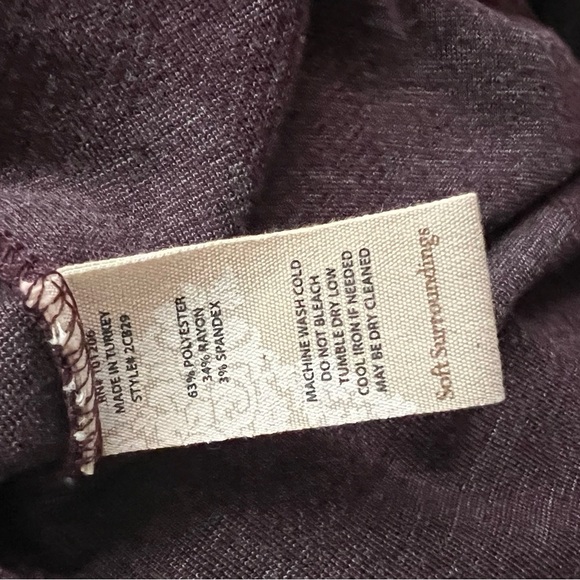 MADE IN TURKEY
STYLE# 2CB29
63% POLYESTER
34% RAYON
3% SPANDEX
MACHINE WASH COLD
DO NOT BLEACH
TUMBLE DRY LOW
COOL IRON IF NEEDED
MAY BE DRY CLEANED
Soft Surroundings